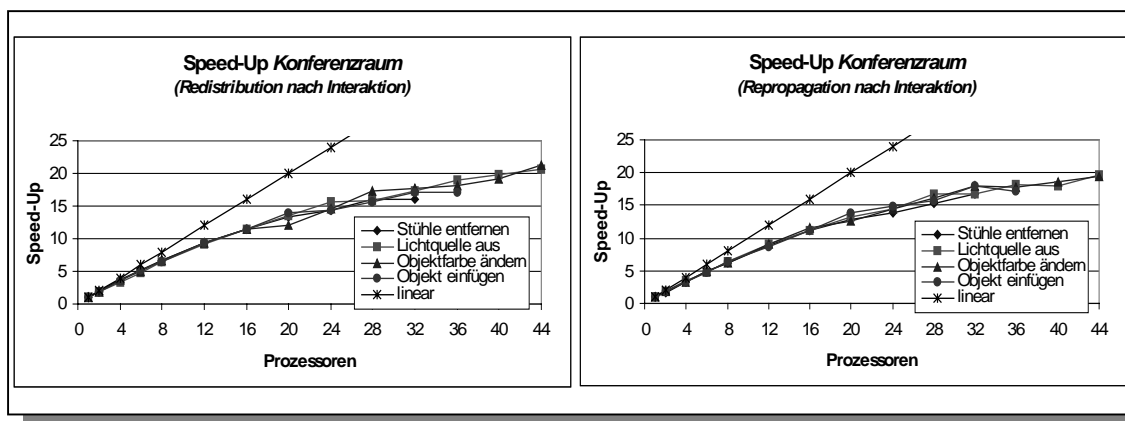 Speed-Up Konferenzraum
(Redistribution nach Interaktion)
25
20
15
10
5
0
Speed-Up
Stühle entfernen
Lichtquelle aus
Objektfarbe ändern
Objekt einfügen
linear
0 4 8 12 16 20 24 28 32 36 40 44
Prozessoren
Speed-Up Konferenzraum
(Repropagation nach Interaktion)
25
20
15
10
5
0
Speed-Up
Stühle entfernen
Lichtquelle aus
Objektfarbe ändern
Objekt einfügen
linear
0 4 8 12 16 20 24 28 32 36 40 44
Prozessoren